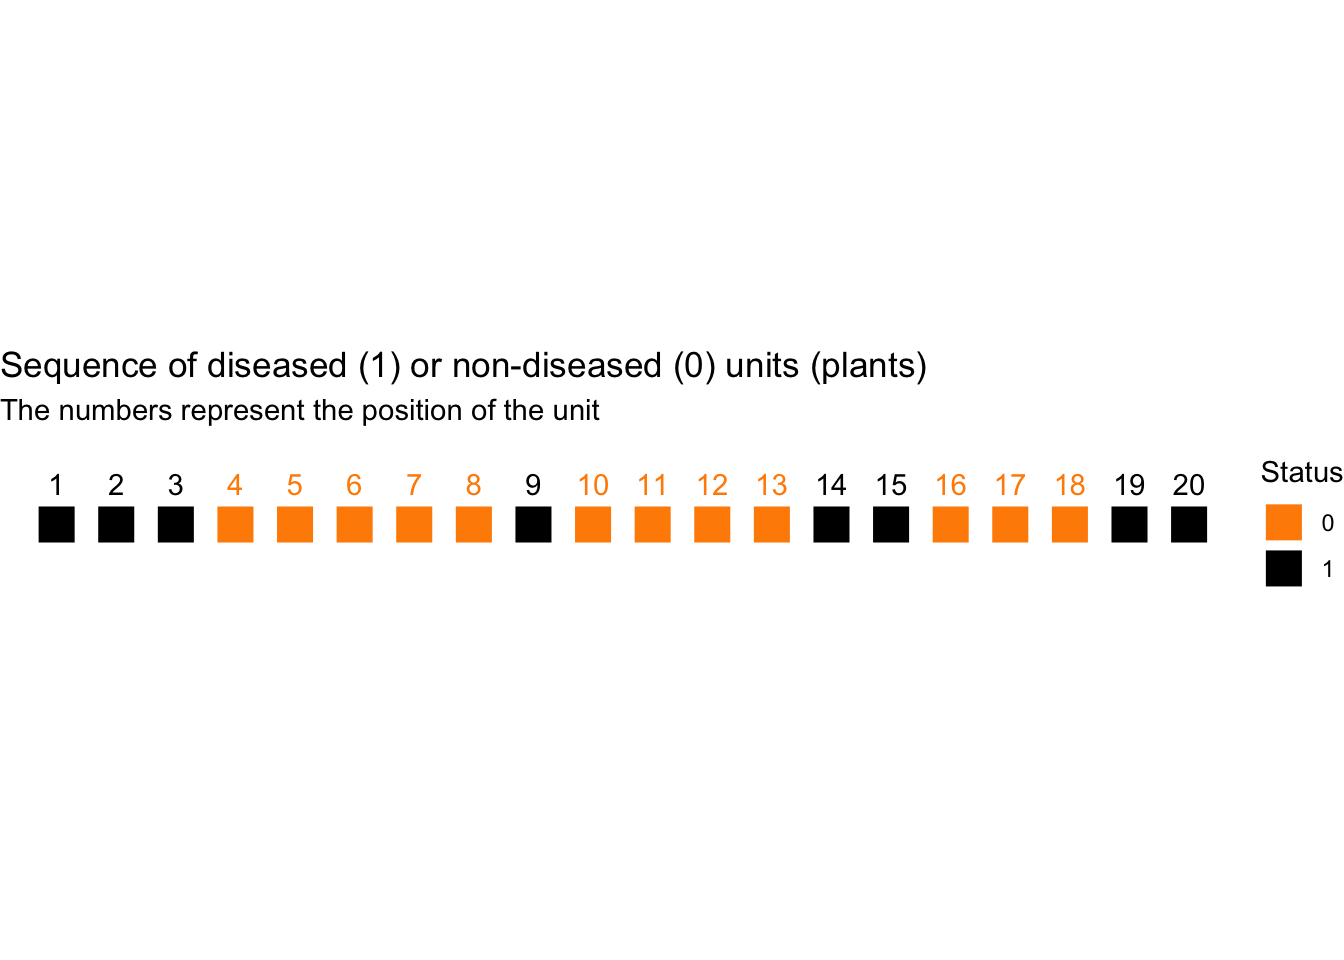 Sequence of diseased (1) or non-diseased (0) units (plants)
The numbers represent the position of the unit
1 2 3 4 5 6 7 8 9 10 11 12 13 14 15 16 17 18 19 20
Status
0
1